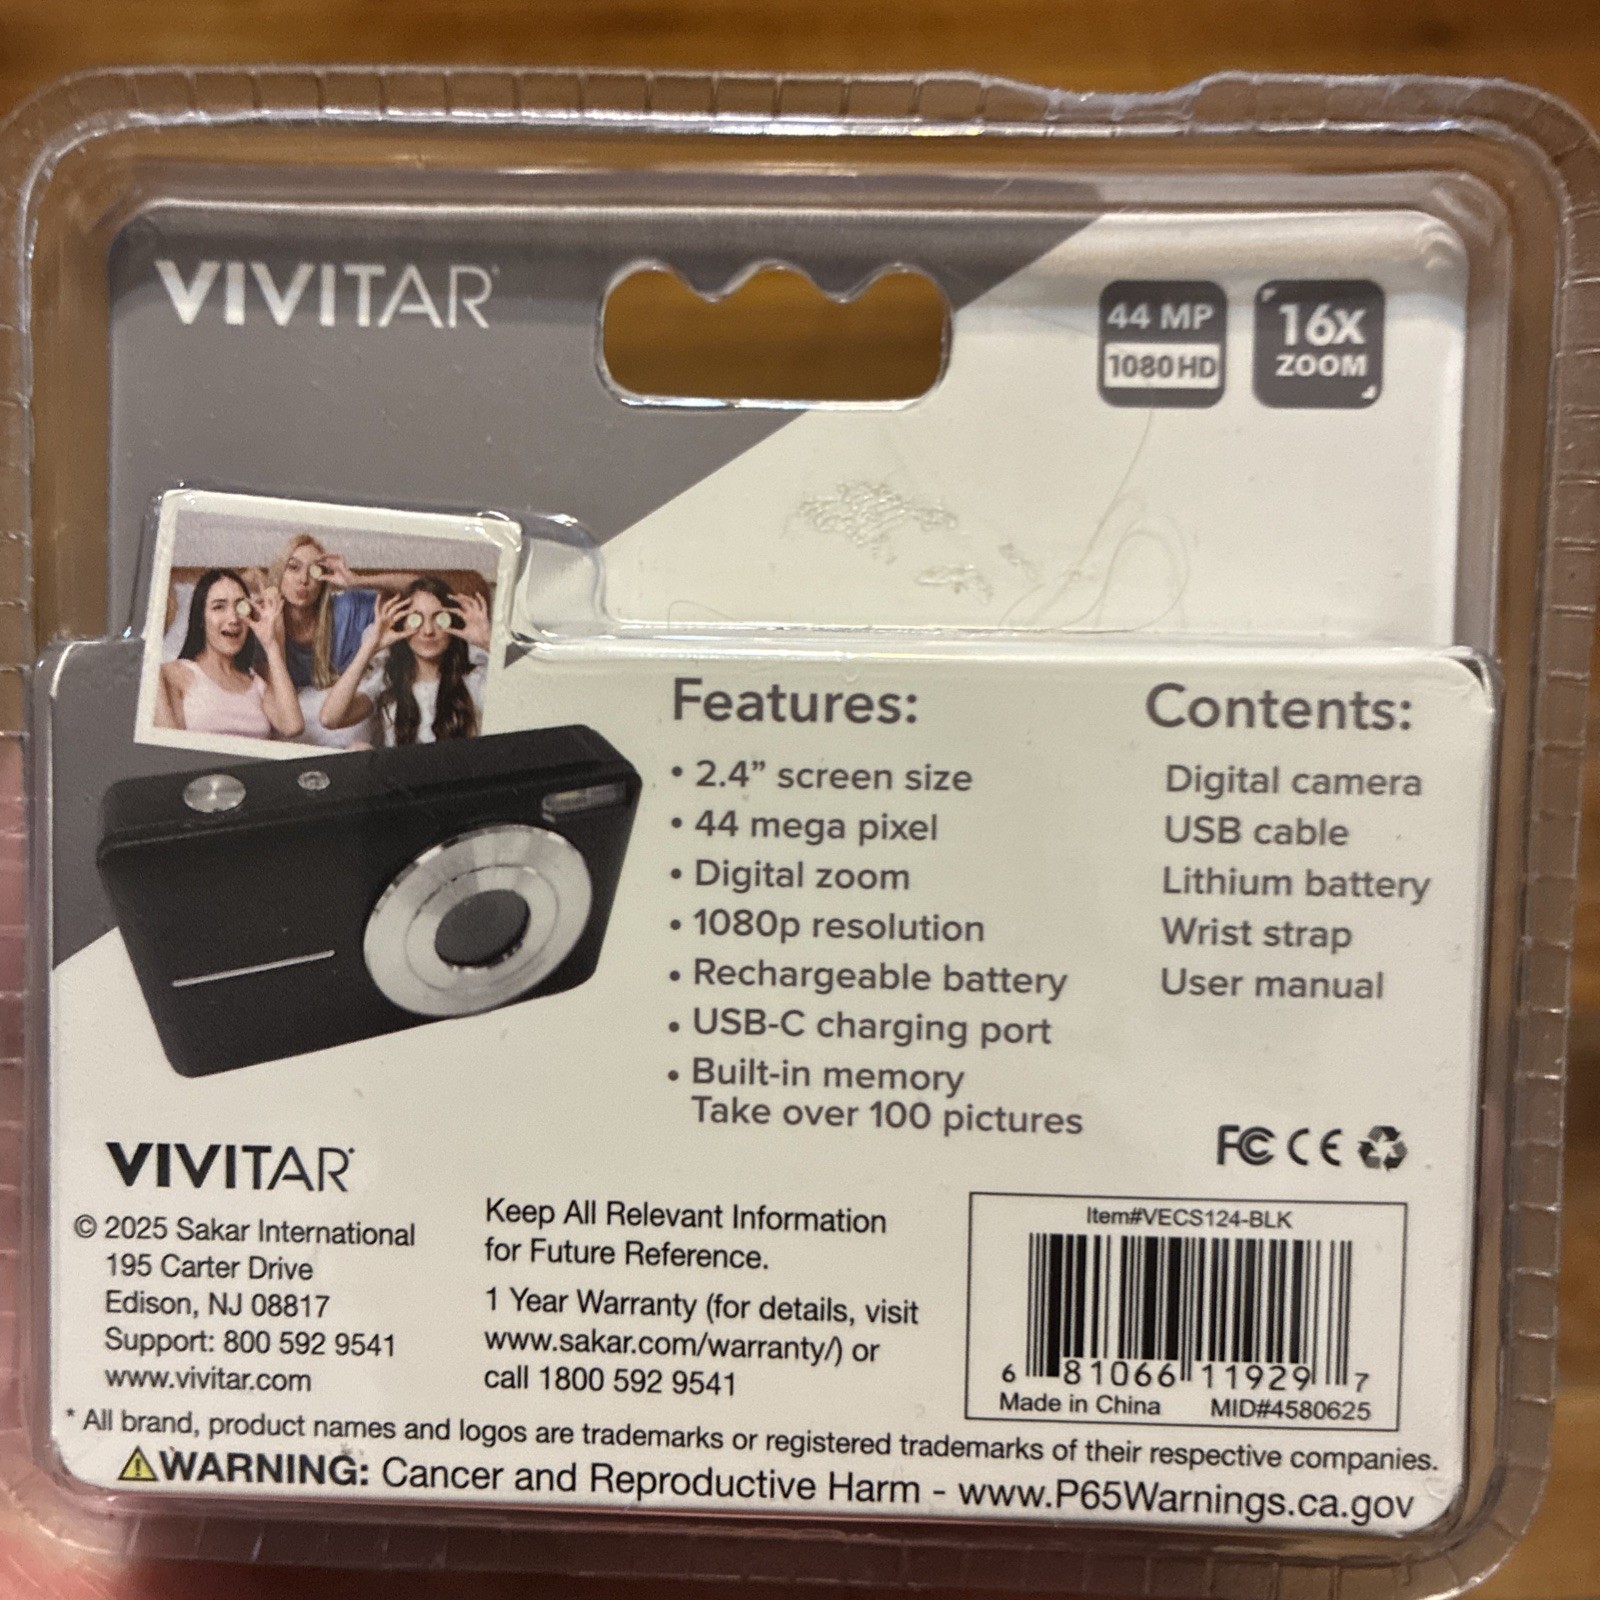 VIVITAR
44 MP
1080HD
16X
ZOOM
Features:
• 2.4” screen size
• 44 mega pixel
• Digital zoom
• 1080p resolution
• Rechargeable battery
• USB-C charging port
• Built-in memory
Take over 100 pictures
Contents:
Digital camera
USB cable
Lithium battery
Wrist strap
User manual
FC CE
VIVITAR
© 2025 Sakar International
195 Carter Drive
Edison, NJ 08817
Support: 800 592 9541
www.vivitar.com
Keep All Relevant Information
for Future Reference.
1 Year Warranty (for details, visit
www.sakar.com/warranty/) or
call 1800 592 9541
Item#VECS124-BLK
6 81066 11929 7
Made in China MID#4580625
* All brand, product names and logos are trademarks or registered trademarks of their respective companies.
WARNING: Cancer and Reproductive Harm - www.P65Warnings.ca.gov